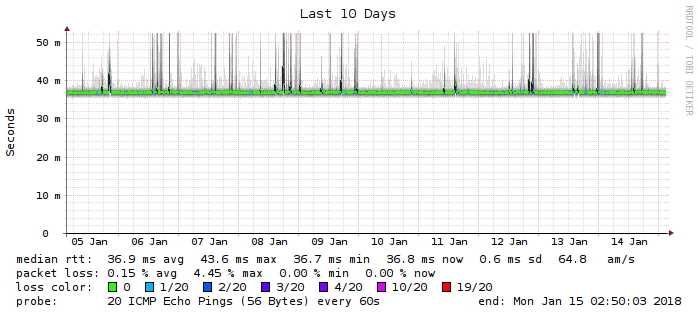 Last 10 Days
RRDTOOL / TOBI OETIKER
Seconds
50 m
40 m
30 m
20 m
10 m
0
05 Jan 06 Jan 07 Jan 08 Jan 09 Jan 10 Jan 11 Jan 12 Jan 13 Jan 14 Jan
median rtt: 36.9 ms avg 43.6 ms max 36.7 ms min 36.8 ms now 0.6 ms sd 64.8 am/s
packet loss: 0.15 % avg 4.45 % max 0.00 % min 0.00 % now
loss color: 0 1/20 2/20 3/20 4/20 10/20 19/20
probe: 20 ICMP Echo Pings (56 Bytes) every 60s end: Mon Jan 15 02:50:03 2018